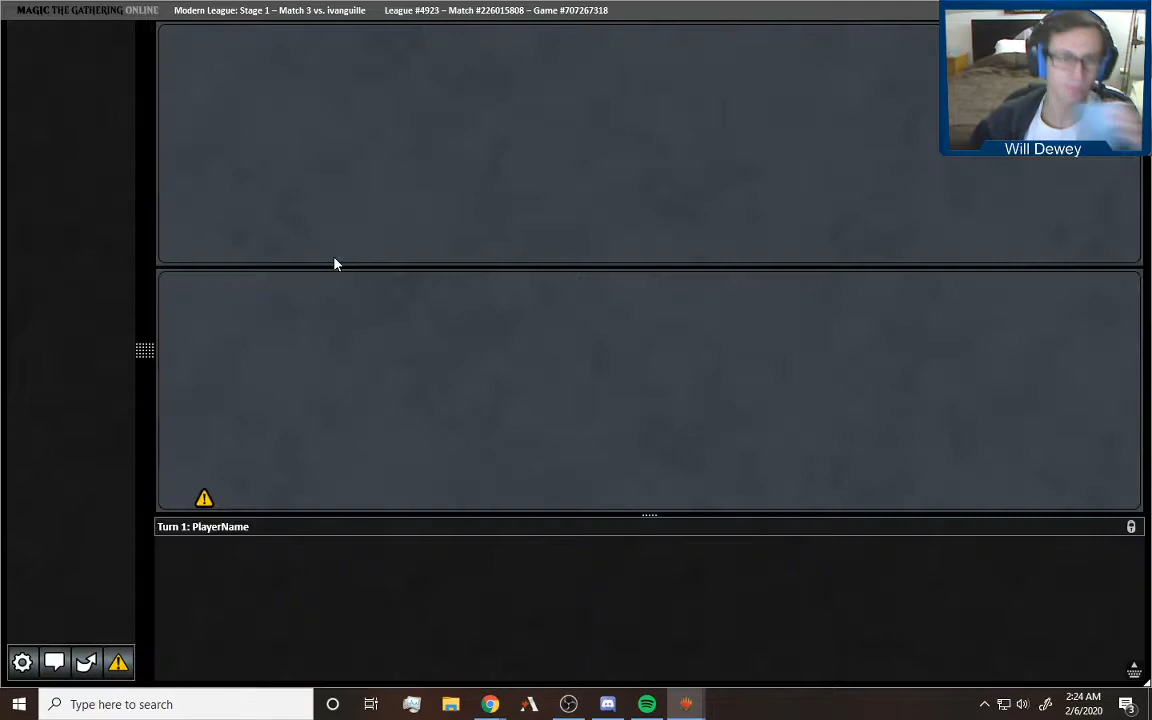 MAGIC THE GATHERING ONLINE
Modern League: Stage 1 – Match 3 vs. ivanguille
League #4923 – Match #226015808 – Game #707267318
Will Dewey
Turn 1: PlayerName
Type here to search
2:24 AM
2/6/2020
3